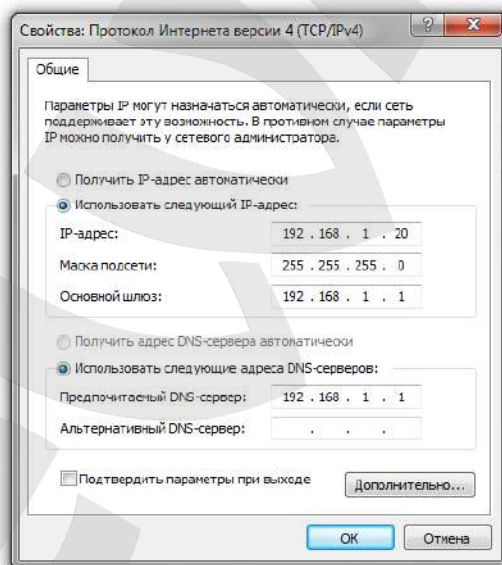 Свойства: Протокол Интернета версии 4 (TCP/IPv4)
Общие
Параметры IP могут назначаться автоматически, если сеть
поддерживает эту возможность. В противном случае параметры
IP можно получить у сетевого администратора.
Получить IP-адрес автоматически
Использовать следующий IP-адрес:
IP-адрес: 192 . 168 . 1 . 20
Маска подсети: 255 . 255 . 255 . 0
Основной шлюз: 192 . 168 . 1 . 1
Получить адрес DNS-сервера автоматически
Использовать следующие адреса DNS-серверов:
Предпочитаемый DNS-сервер: 192 . 168 . 1 . 1
Альтернативный DNS-сервер: . . .
Подтвердить параметры при выходе
Дополнительно...
ОК Отмена